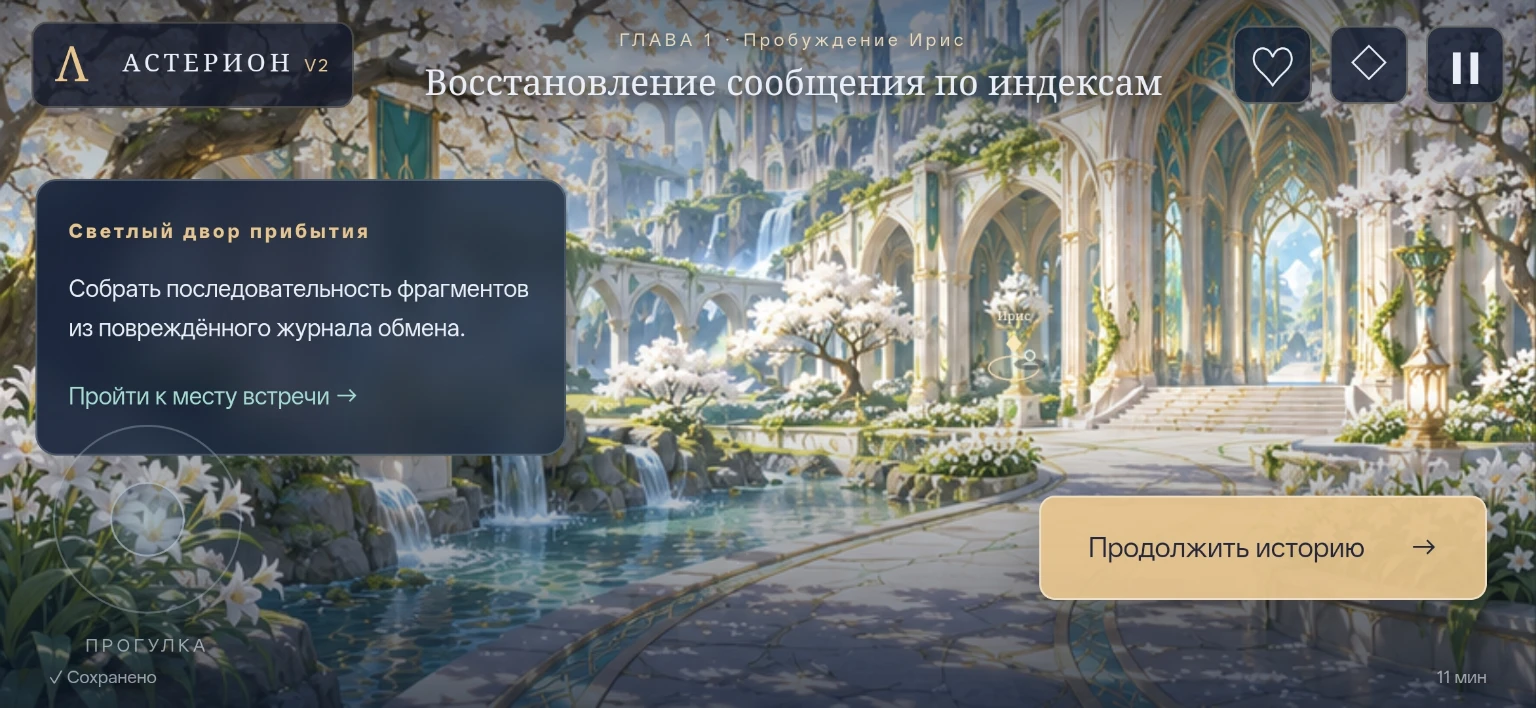 Λ АСТЕРИОН V2
ГЛАВА 1 · Пробуждение Ирис
Восстановление сообщения по индексам
Светлый двор прибытия
Собрать последовательность фрагментов
из повреждённого журнала обмена.
Пройти к месту встречи →
Ирис
Продолжить историю →
ПРОГУЛКА
✓ Сохранено
11 мин